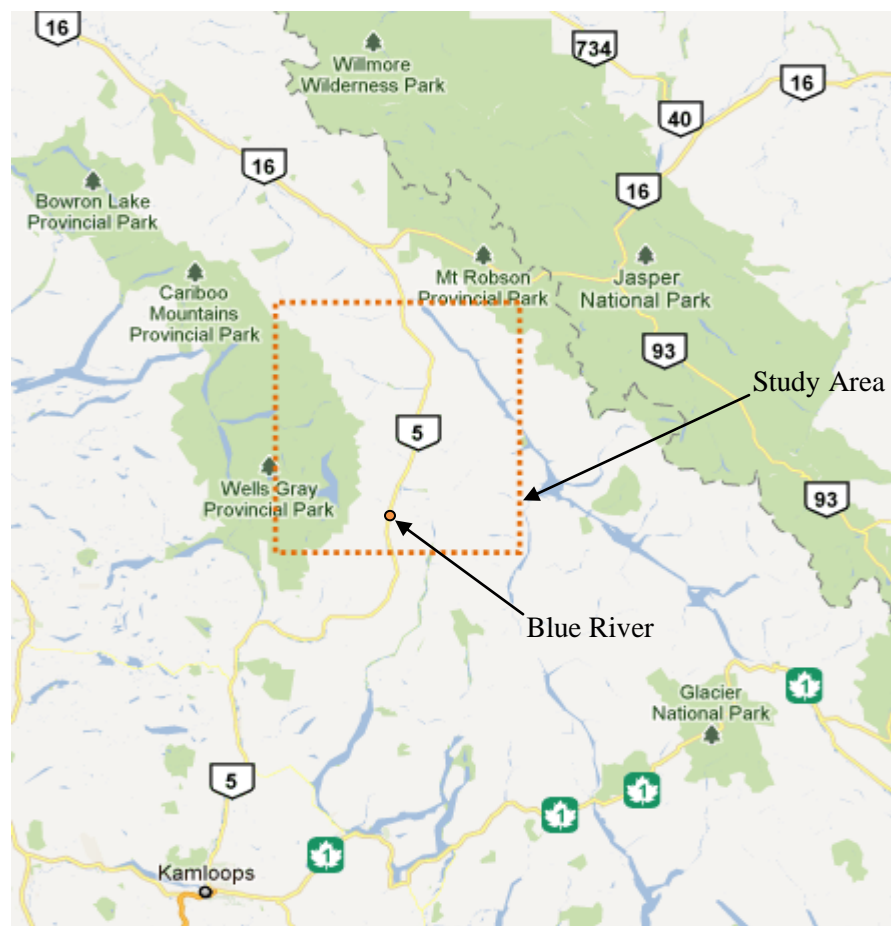 16
Willmore
Wilderness Park
734
16
40
16
16
Bowron Lake
Provincial Park
Cariboo
Mountains
Provincial Park
Mt Robson
Provincial Park
Jasper
National Park
93
Study Area
5
Wells Gray
Provincial Park
93
Blue River
1
Glacier
National Park
5
1
1
1
Kamloops